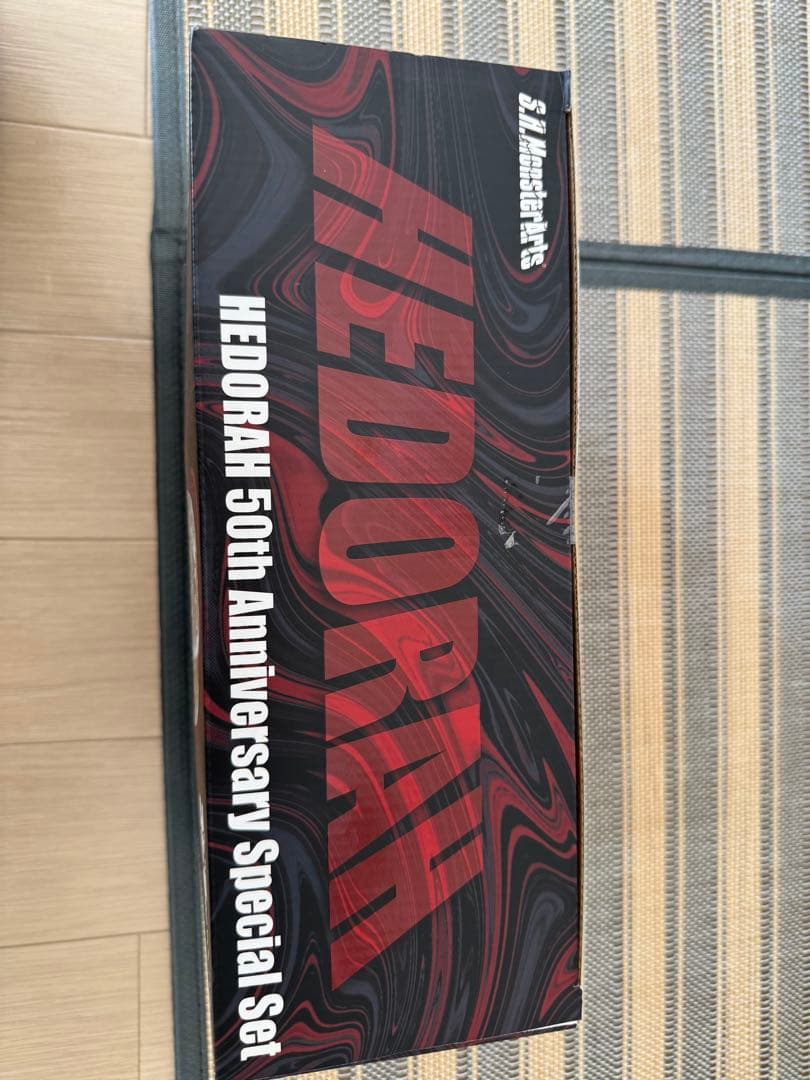 S.H.MonsterArts
HEDORAH
HEDORAH 50th Anniversary Special Set